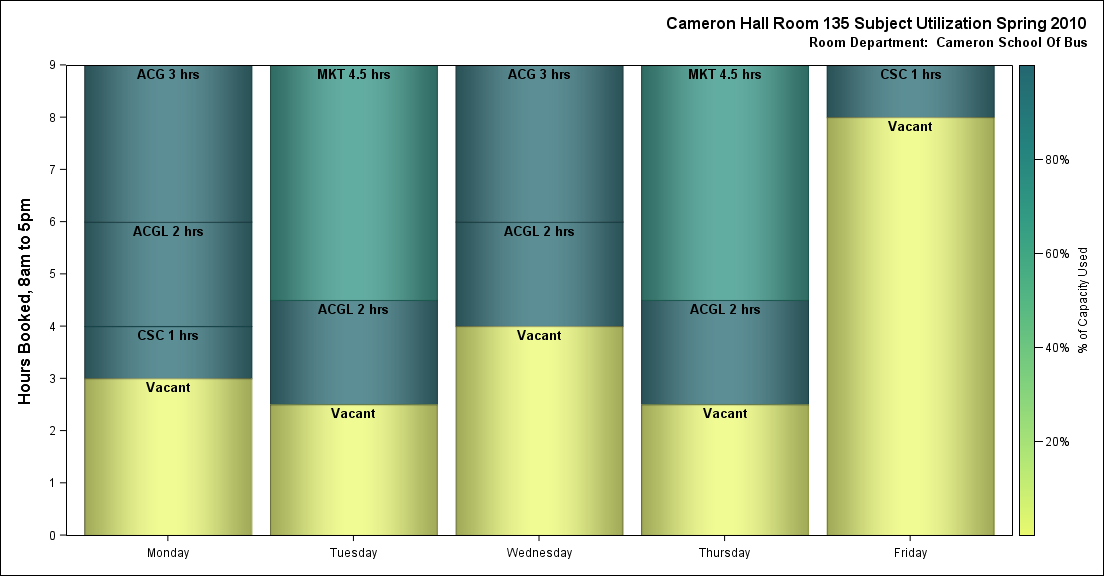 Cameron Hall Room 135 Subject Utilization Spring 2010
Room Department:  Cameron School Of Bus
Hours Booked, 8am to 5pm
9
8
7
6
5
4
3
2
1
0
ACG 3 hrs
ACGL 2 hrs
CSC 1 hrs
Vacant
MKT 4.5 hrs
ACGL 2 hrs
Vacant
ACG 3 hrs
ACGL 2 hrs
Vacant
MKT 4.5 hrs
ACGL 2 hrs
Vacant
CSC 1 hrs
Vacant
Monday
Tuesday
Wednesday
Thursday
Friday
80%
60%
40%
20%
% of Capacity Used